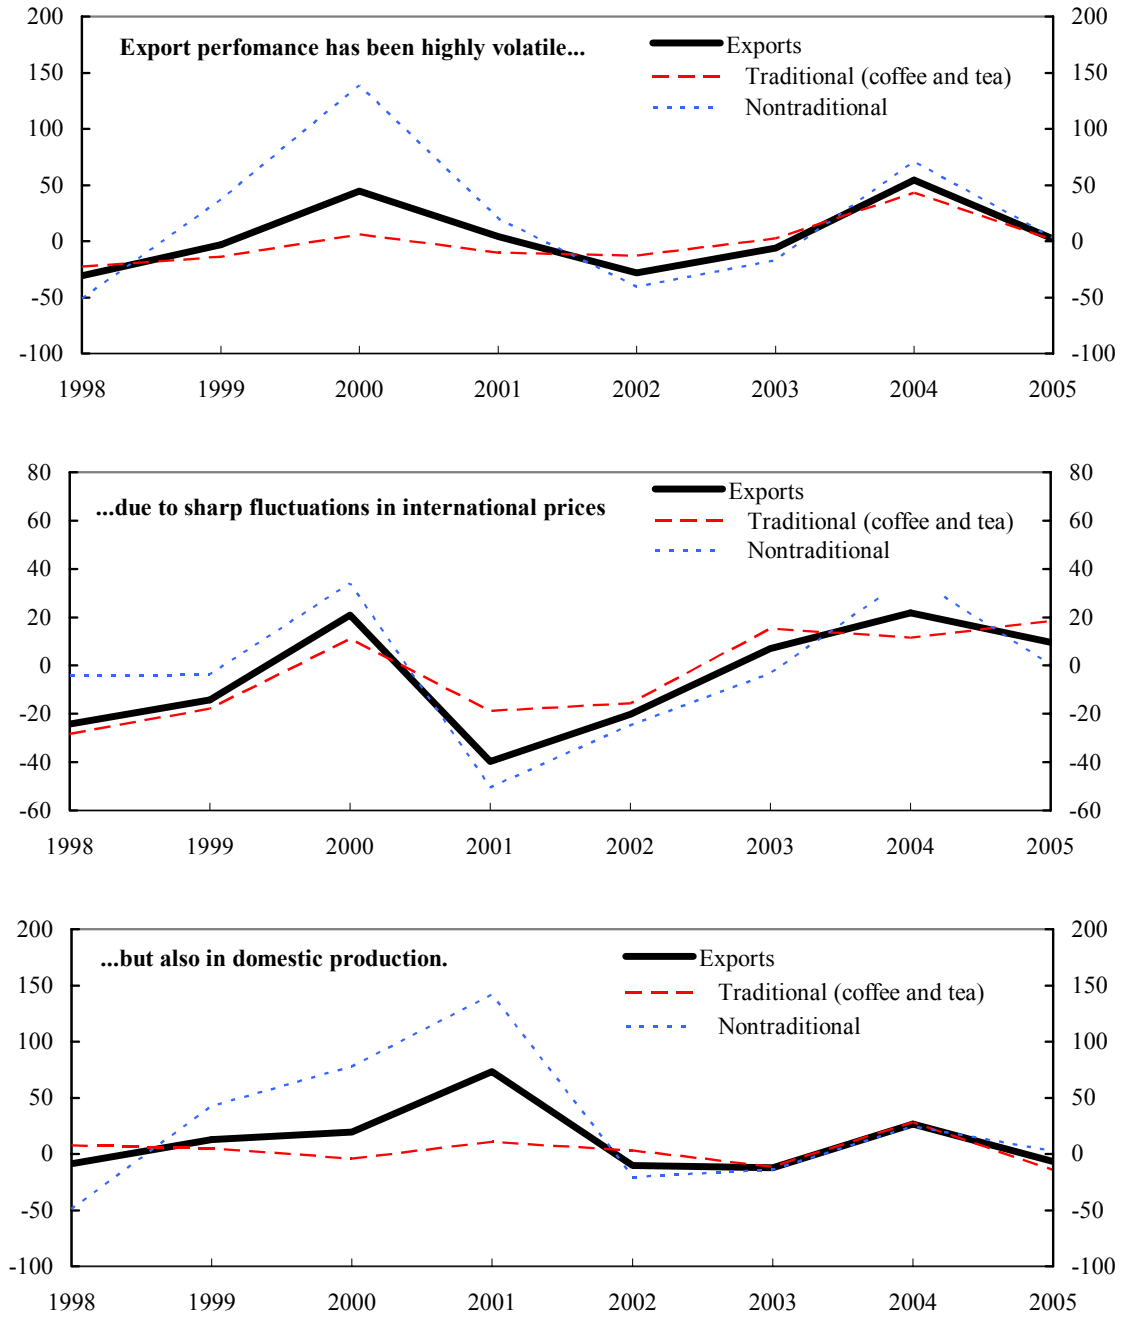 200 200
Export perfomance has been highly volatile...
Exports
150 150
Traditional (coffee and tea)
Nontraditional
100 100
50 50
0 0
-50 -50
-100 -100
1998 1999 2000 2001 2002 2003 2004 2005
80 80
Exports
...due to sharp fluctuations in international prices
60 60
Traditional (coffee and tea)
Nontraditional
40 40
20 20
0 0
-20 -20
-40 -40
-60 -60
1998 1999 2000 2001 2002 2003 2004 2005
200 200
...but also in domestic production.
Exports
150 150
Traditional (coffee and tea)
Nontraditional
100 100
50 50
0 0
-50 -50
-100 -100
1998 1999 2000 2001 2002 2003 2004 2005